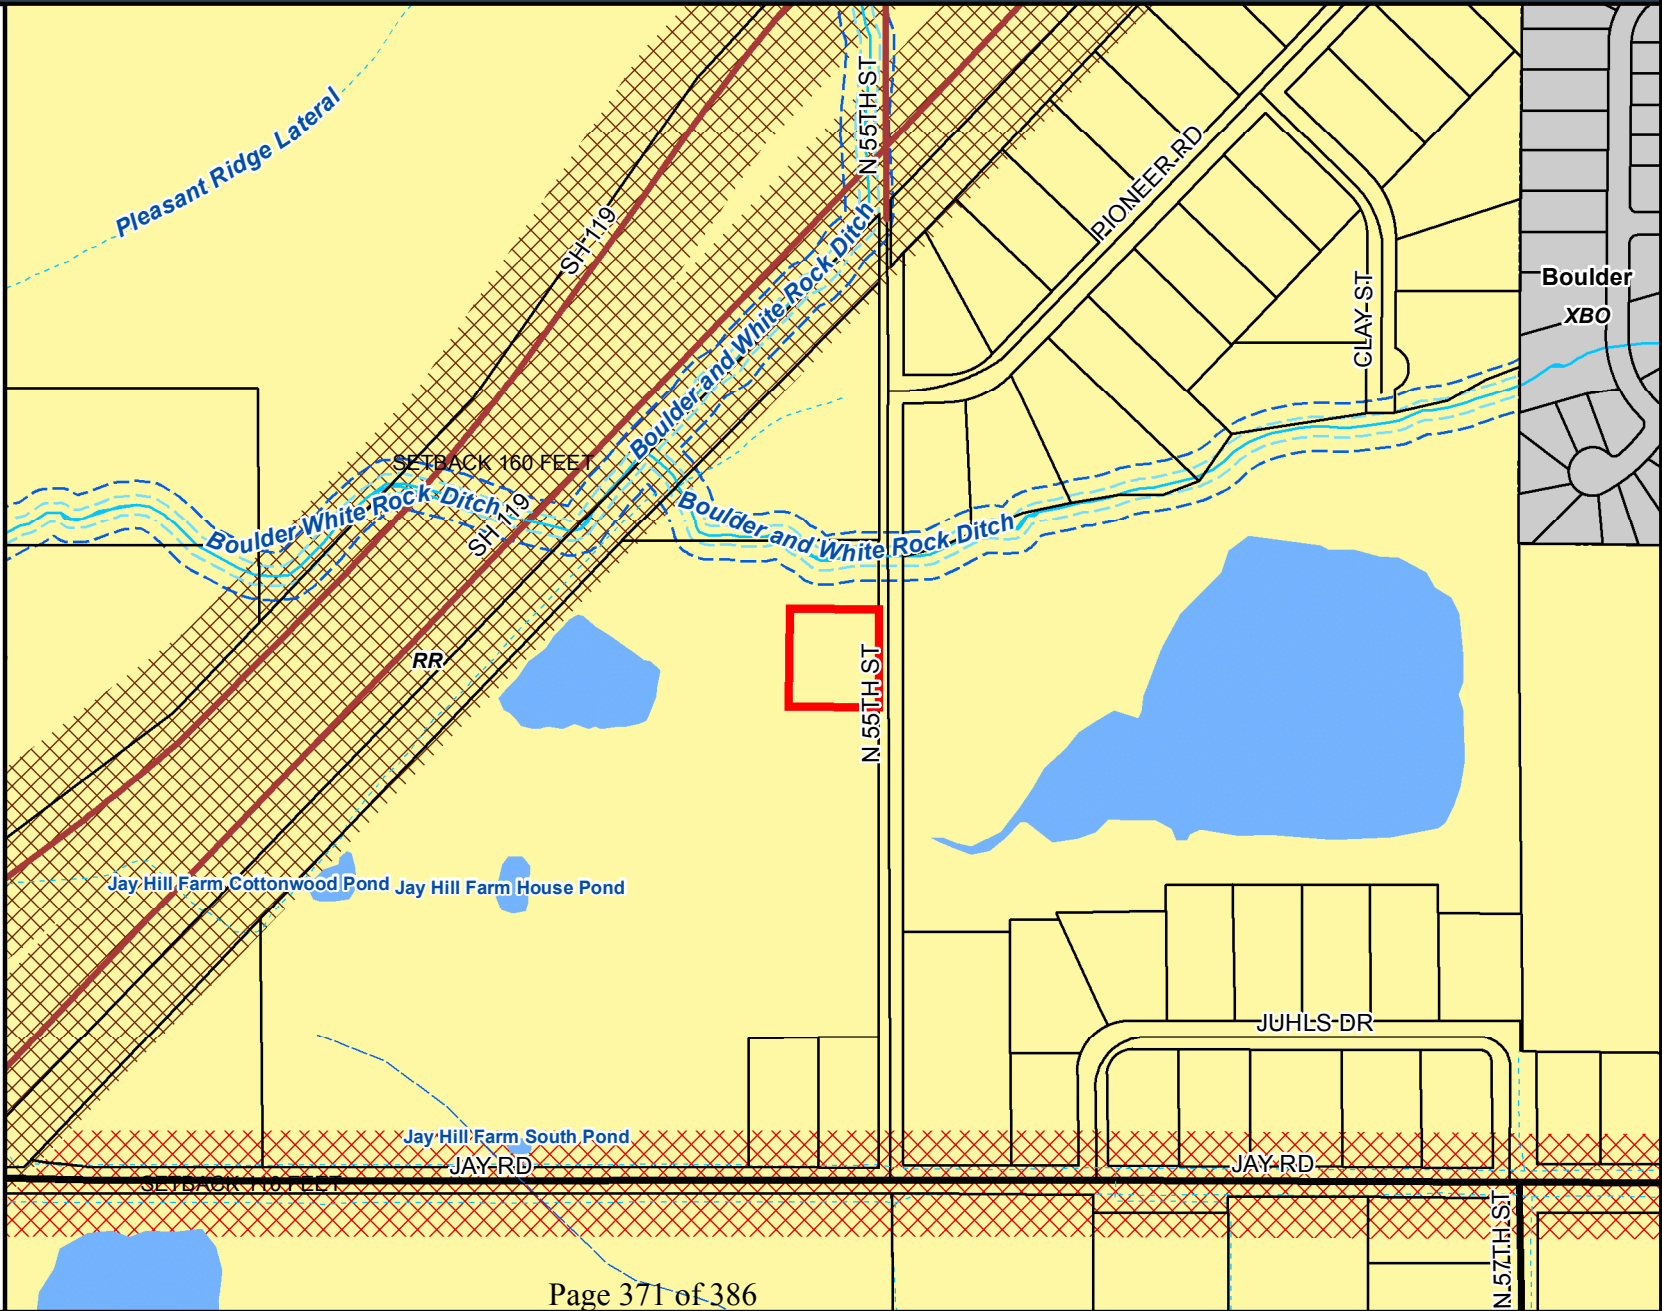 N 55TH ST
Pleasant Ridge Lateral
PIONEER RD
SH 119
Boulder and White Rock Ditch
Boulder
XBO
CLAY ST
SETBACK 160 FEET
Boulder White Rock Ditch
SH 119
Boulder and White Rock Ditch
RR
N 55TH ST
Jay Hill Farm Cottonwood Pond
Jay Hill Farm House Pond
JUHLS DR
Jay Hill Farm South Pond
JAY RD
JAY RD
SETBACK 110 FEET
N 57TH ST
Page 371 of 386